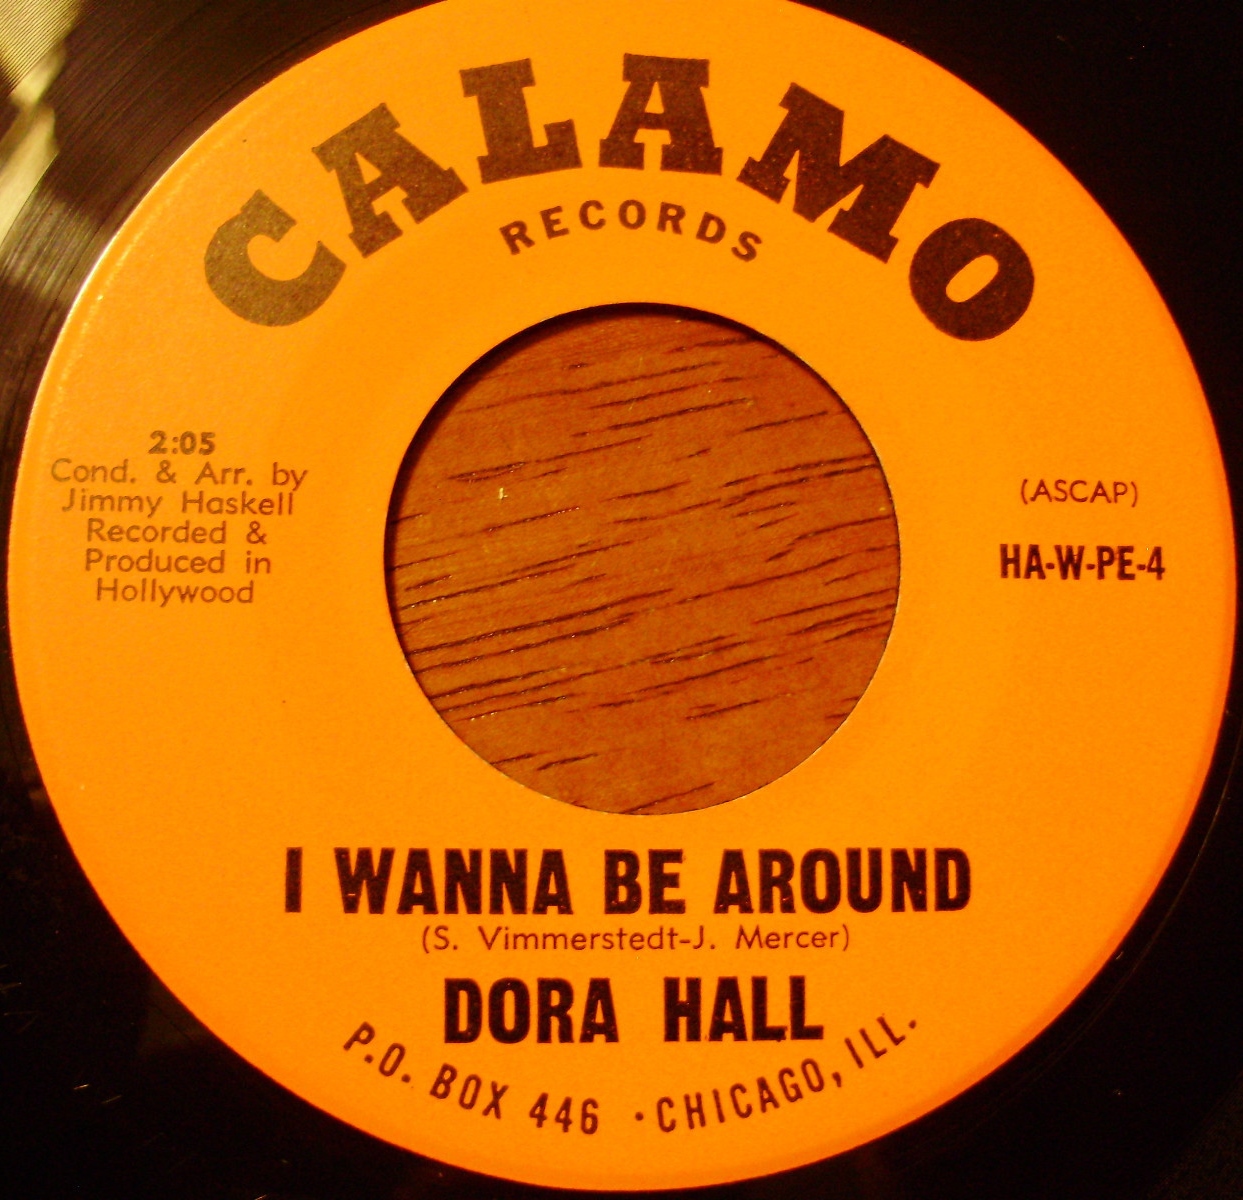 CALAMO
RECORDS
2:05
Cond. & Arr. by
Jimmy Haskell
Recorded &
Produced in
Hollywood
(ASCAP)
HA-W-PE-4
I WANNA BE AROUND
(S. Vimmerstedt-J. Mercer)
DORA HALL
P.O. BOX 446 · CHICAGO, ILL.